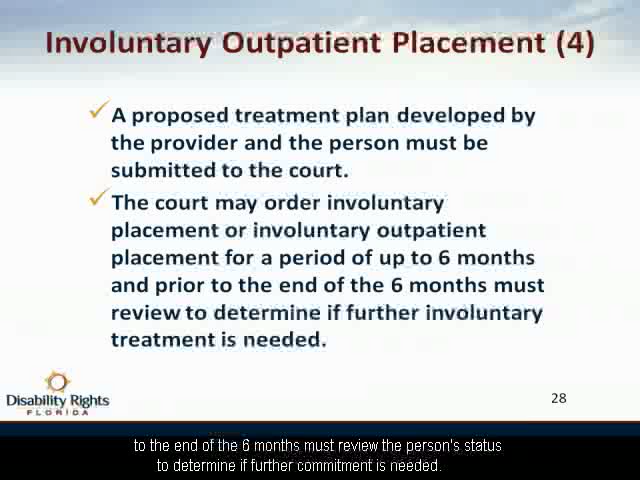 Involuntary Outpatient Placement (4)
A proposed treatment plan developed by
the provider and the person must be
submitted to the court.
The court may order involuntary
placement or involuntary outpatient
placement for a period of up to 6 months
and prior to the end of the 6 months must
review to determine if further involuntary
treatment is needed.
Disability Rights
FLORIDA
28
to the end of the 6 months must review the person's status
to determine if further commitment is needed.